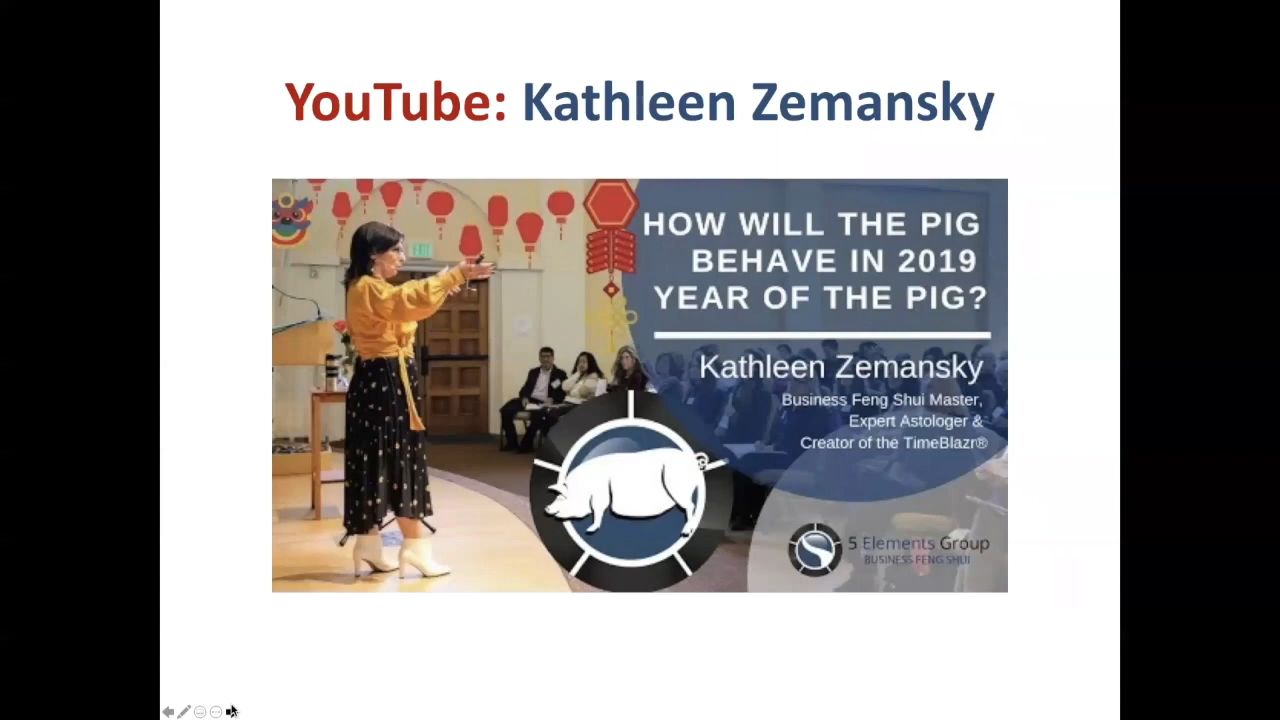 YouTube: Kathleen Zemansky
EXIT
HOW WILL THE PIG
BEHAVE IN 2019
YEAR OF THE PIG?
Kathleen Zemansky
Business Feng Shui Master,
Expert Astologer &
Creator of the TimeBlazr®
5 Elements Group
BUSINESS FENG SHUI